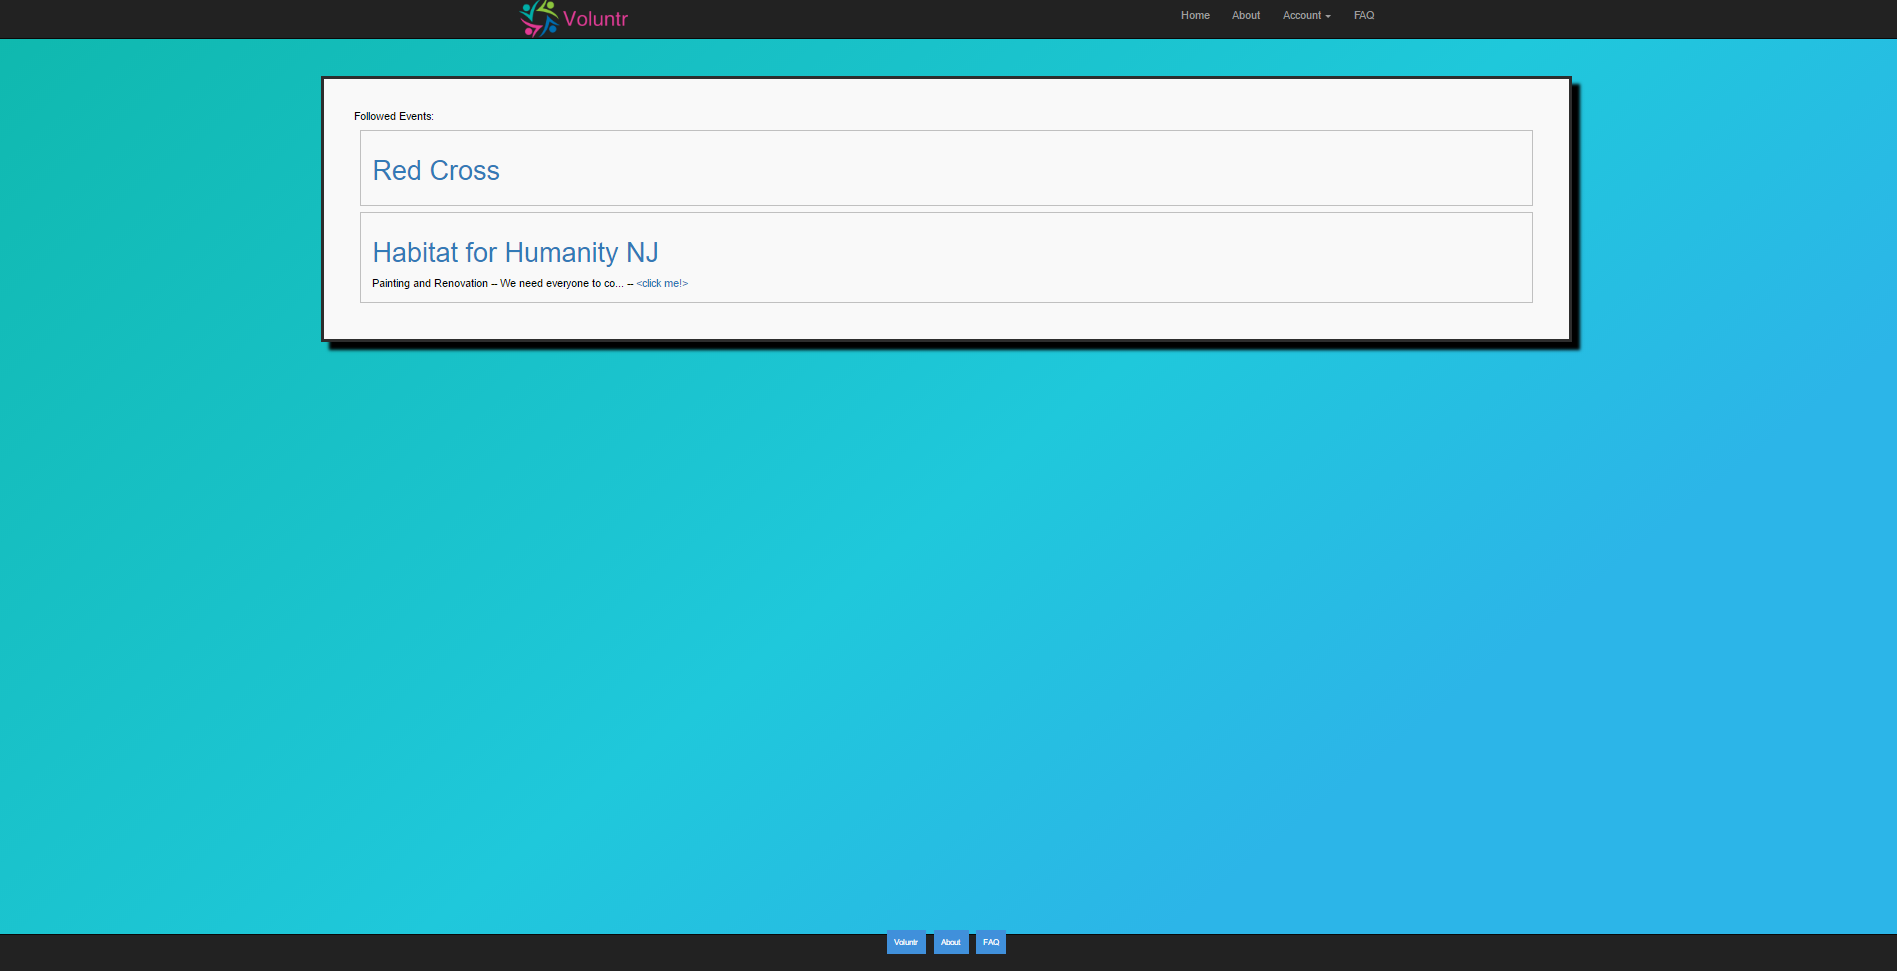 Voluntr
Home About Account FAQ
Followed Events:
Red Cross
Habitat for Humanity NJ
Painting and Renovation -- We need everyone to co... -- <click me!>
Voluntr About FAQ